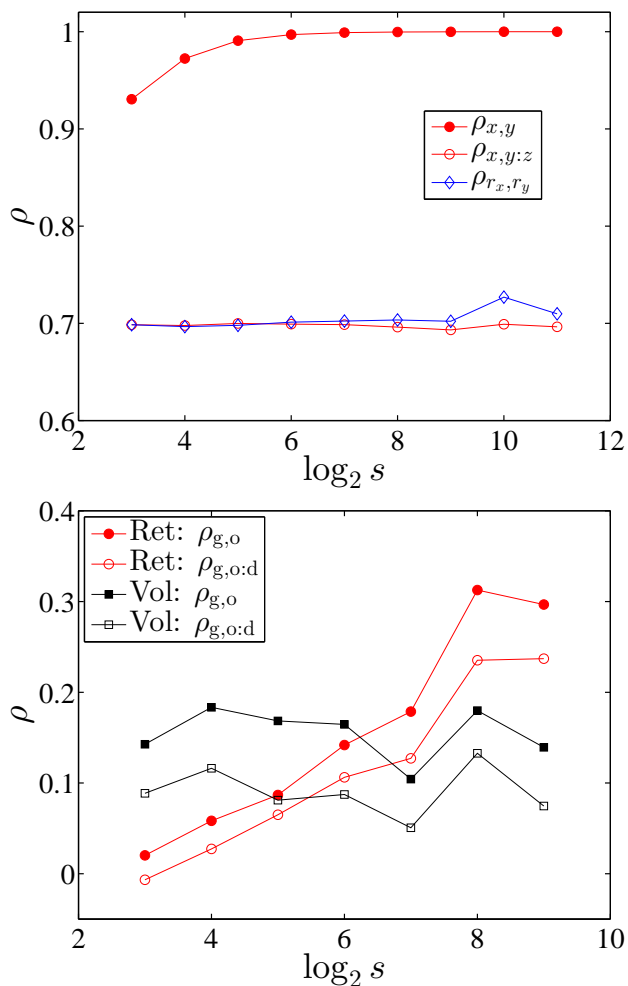 1
0.9
0.8
0.7
0.6
ρ
2 4 6 8 10 12
log₂ s
ρx,y
ρx,y:z
ρrx,ry
0.4
0.3
0.2
0.1
0
ρ
2 4 6 8 10
log₂ s
Ret: ρg,o
Ret: ρg,o:d
Vol: ρg,o
Vol: ρg,o:d